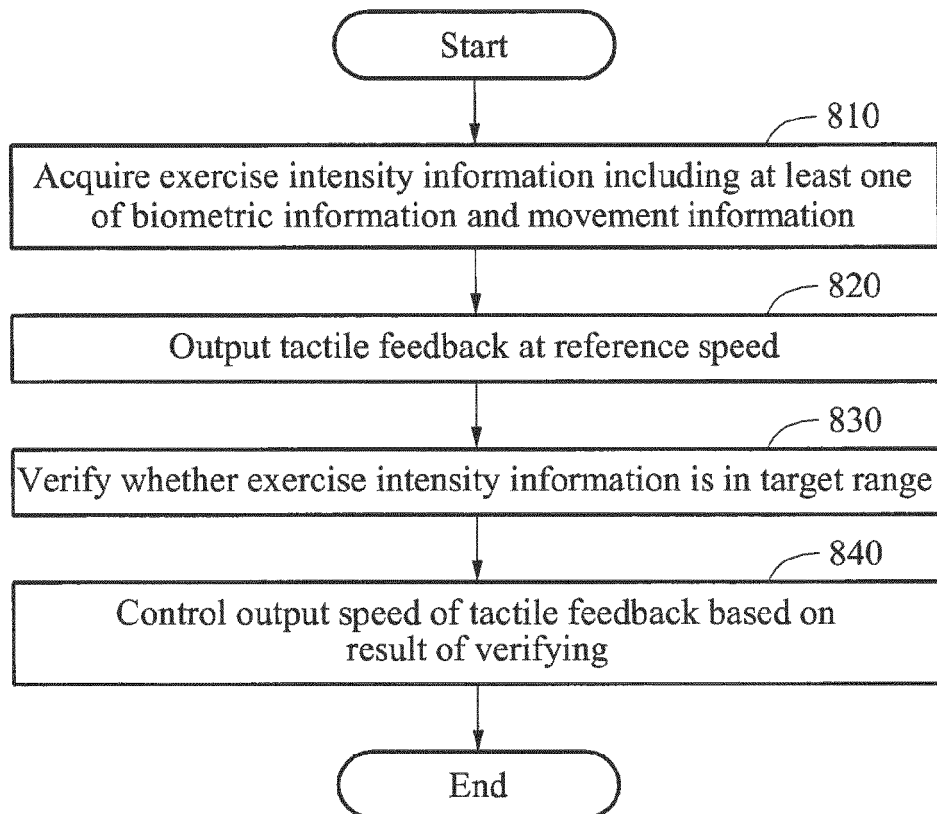 Start
810
Acquire exercise intensity information including at least one
of biometric information and movement information
820
Output tactile feedback at reference speed
830
Verify whether exercise intensity information is in target range
840
Control output speed of tactile feedback based on
result of verifying
End